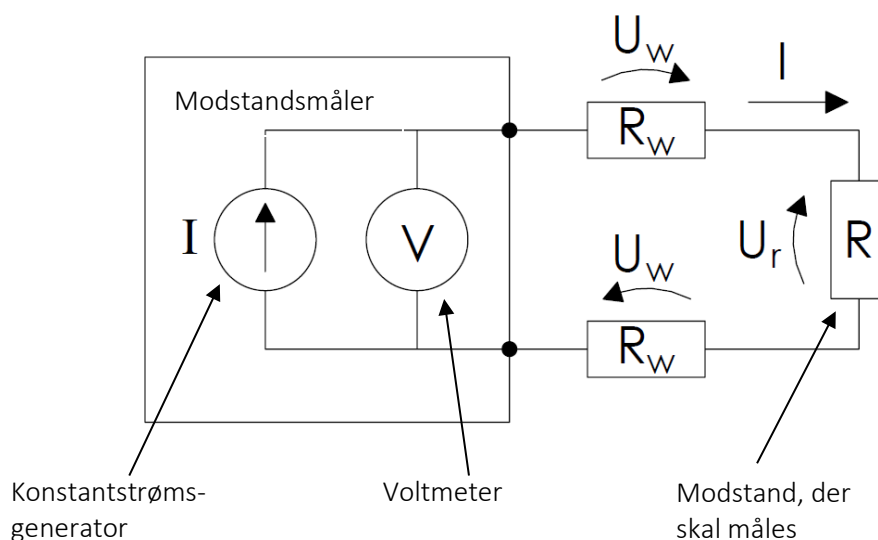 U_w
I
Modstandsmåler
R_w
I
V
U_r
R
U_w
R_w
Konstantstrøms-
generator
Voltmeter
Modstand, der
skal måles